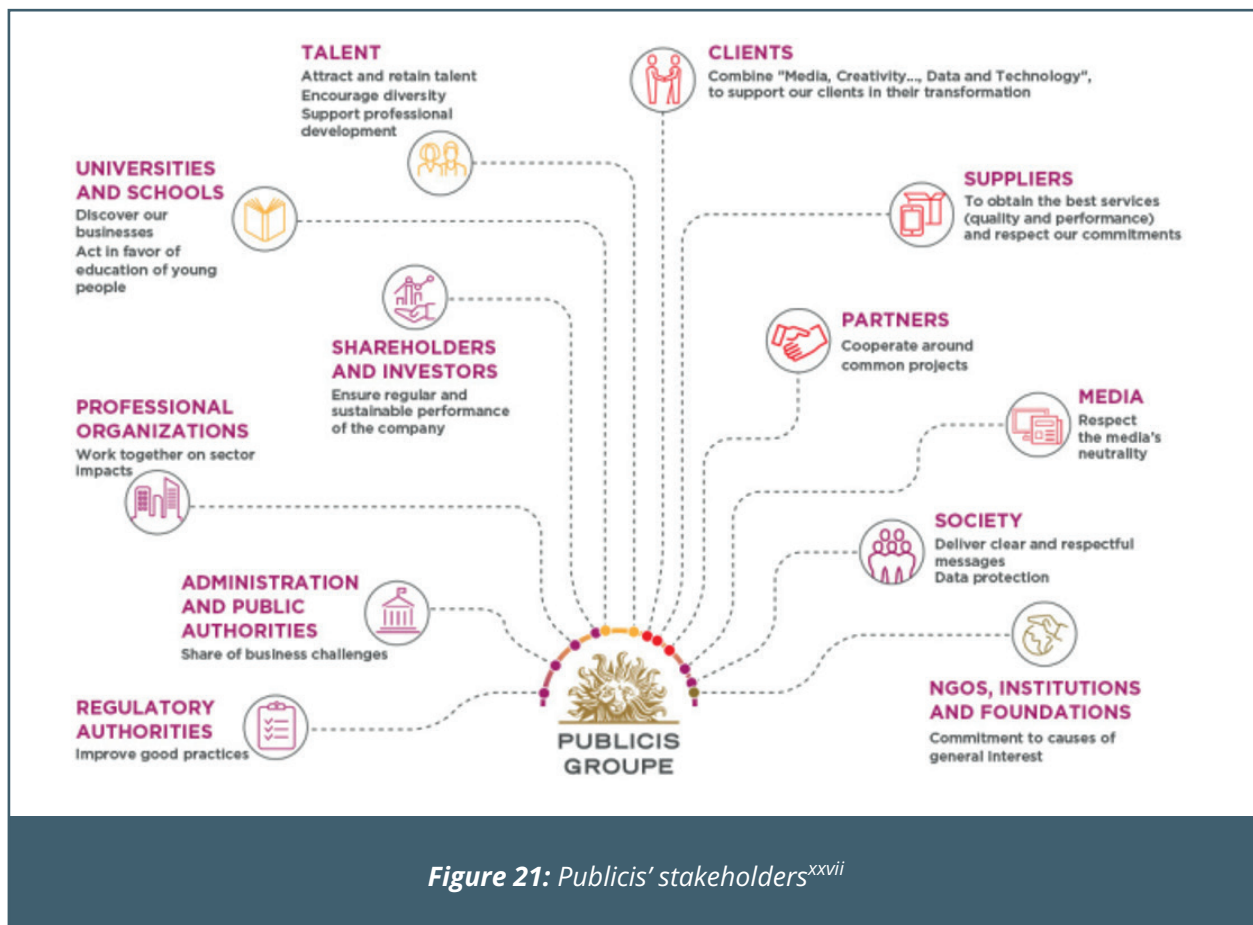 TALENT
Attract and retain talent
Encourage diversity
Support professional
development
CLIENTS
Combine "Media, Creativity..., Data and Technology",
to support our clients in their transformation
UNIVERSITIES
AND SCHOOLS
Discover our
businesses
Act in favor of
education of young
people
SUPPLIERS
To obtain the best services
(quality and performance)
and respect our commitments
SHAREHOLDERS
AND INVESTORS
Ensure regular and
sustainable performance
of the company
PARTNERS
Cooperate around
common projects
PROFESSIONAL
ORGANIZATIONS
Work together on sector
impacts
MEDIA
Respect
the media's
neutrality
SOCIETY
Deliver clear and respectful
messages
Data protection
ADMINISTRATION
AND PUBLIC
AUTHORITIES
Share of business challenges
REGULATORY
AUTHORITIES
Improve good practices
NGOS, INSTITUTIONS
AND FOUNDATIONS
Commitment to causes of
general interest
PUBLICIS
GROUPE
Figure 21: Publicis' stakeholders^xxvii